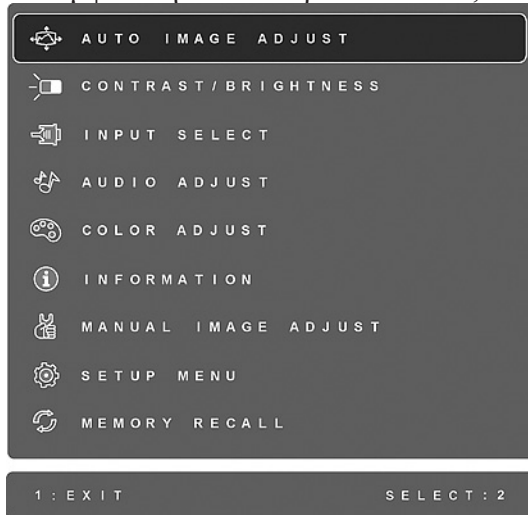 AUTO IMAGE ADJUST
CONTRAST/BRIGHTNESS
INPUT SELECT
AUDIO ADJUST
COLOR ADJUST
INFORMATION
MANUAL IMAGE ADJUST
SETUP MENU
MEMORY RECALL
1:EXIT SELECT:2